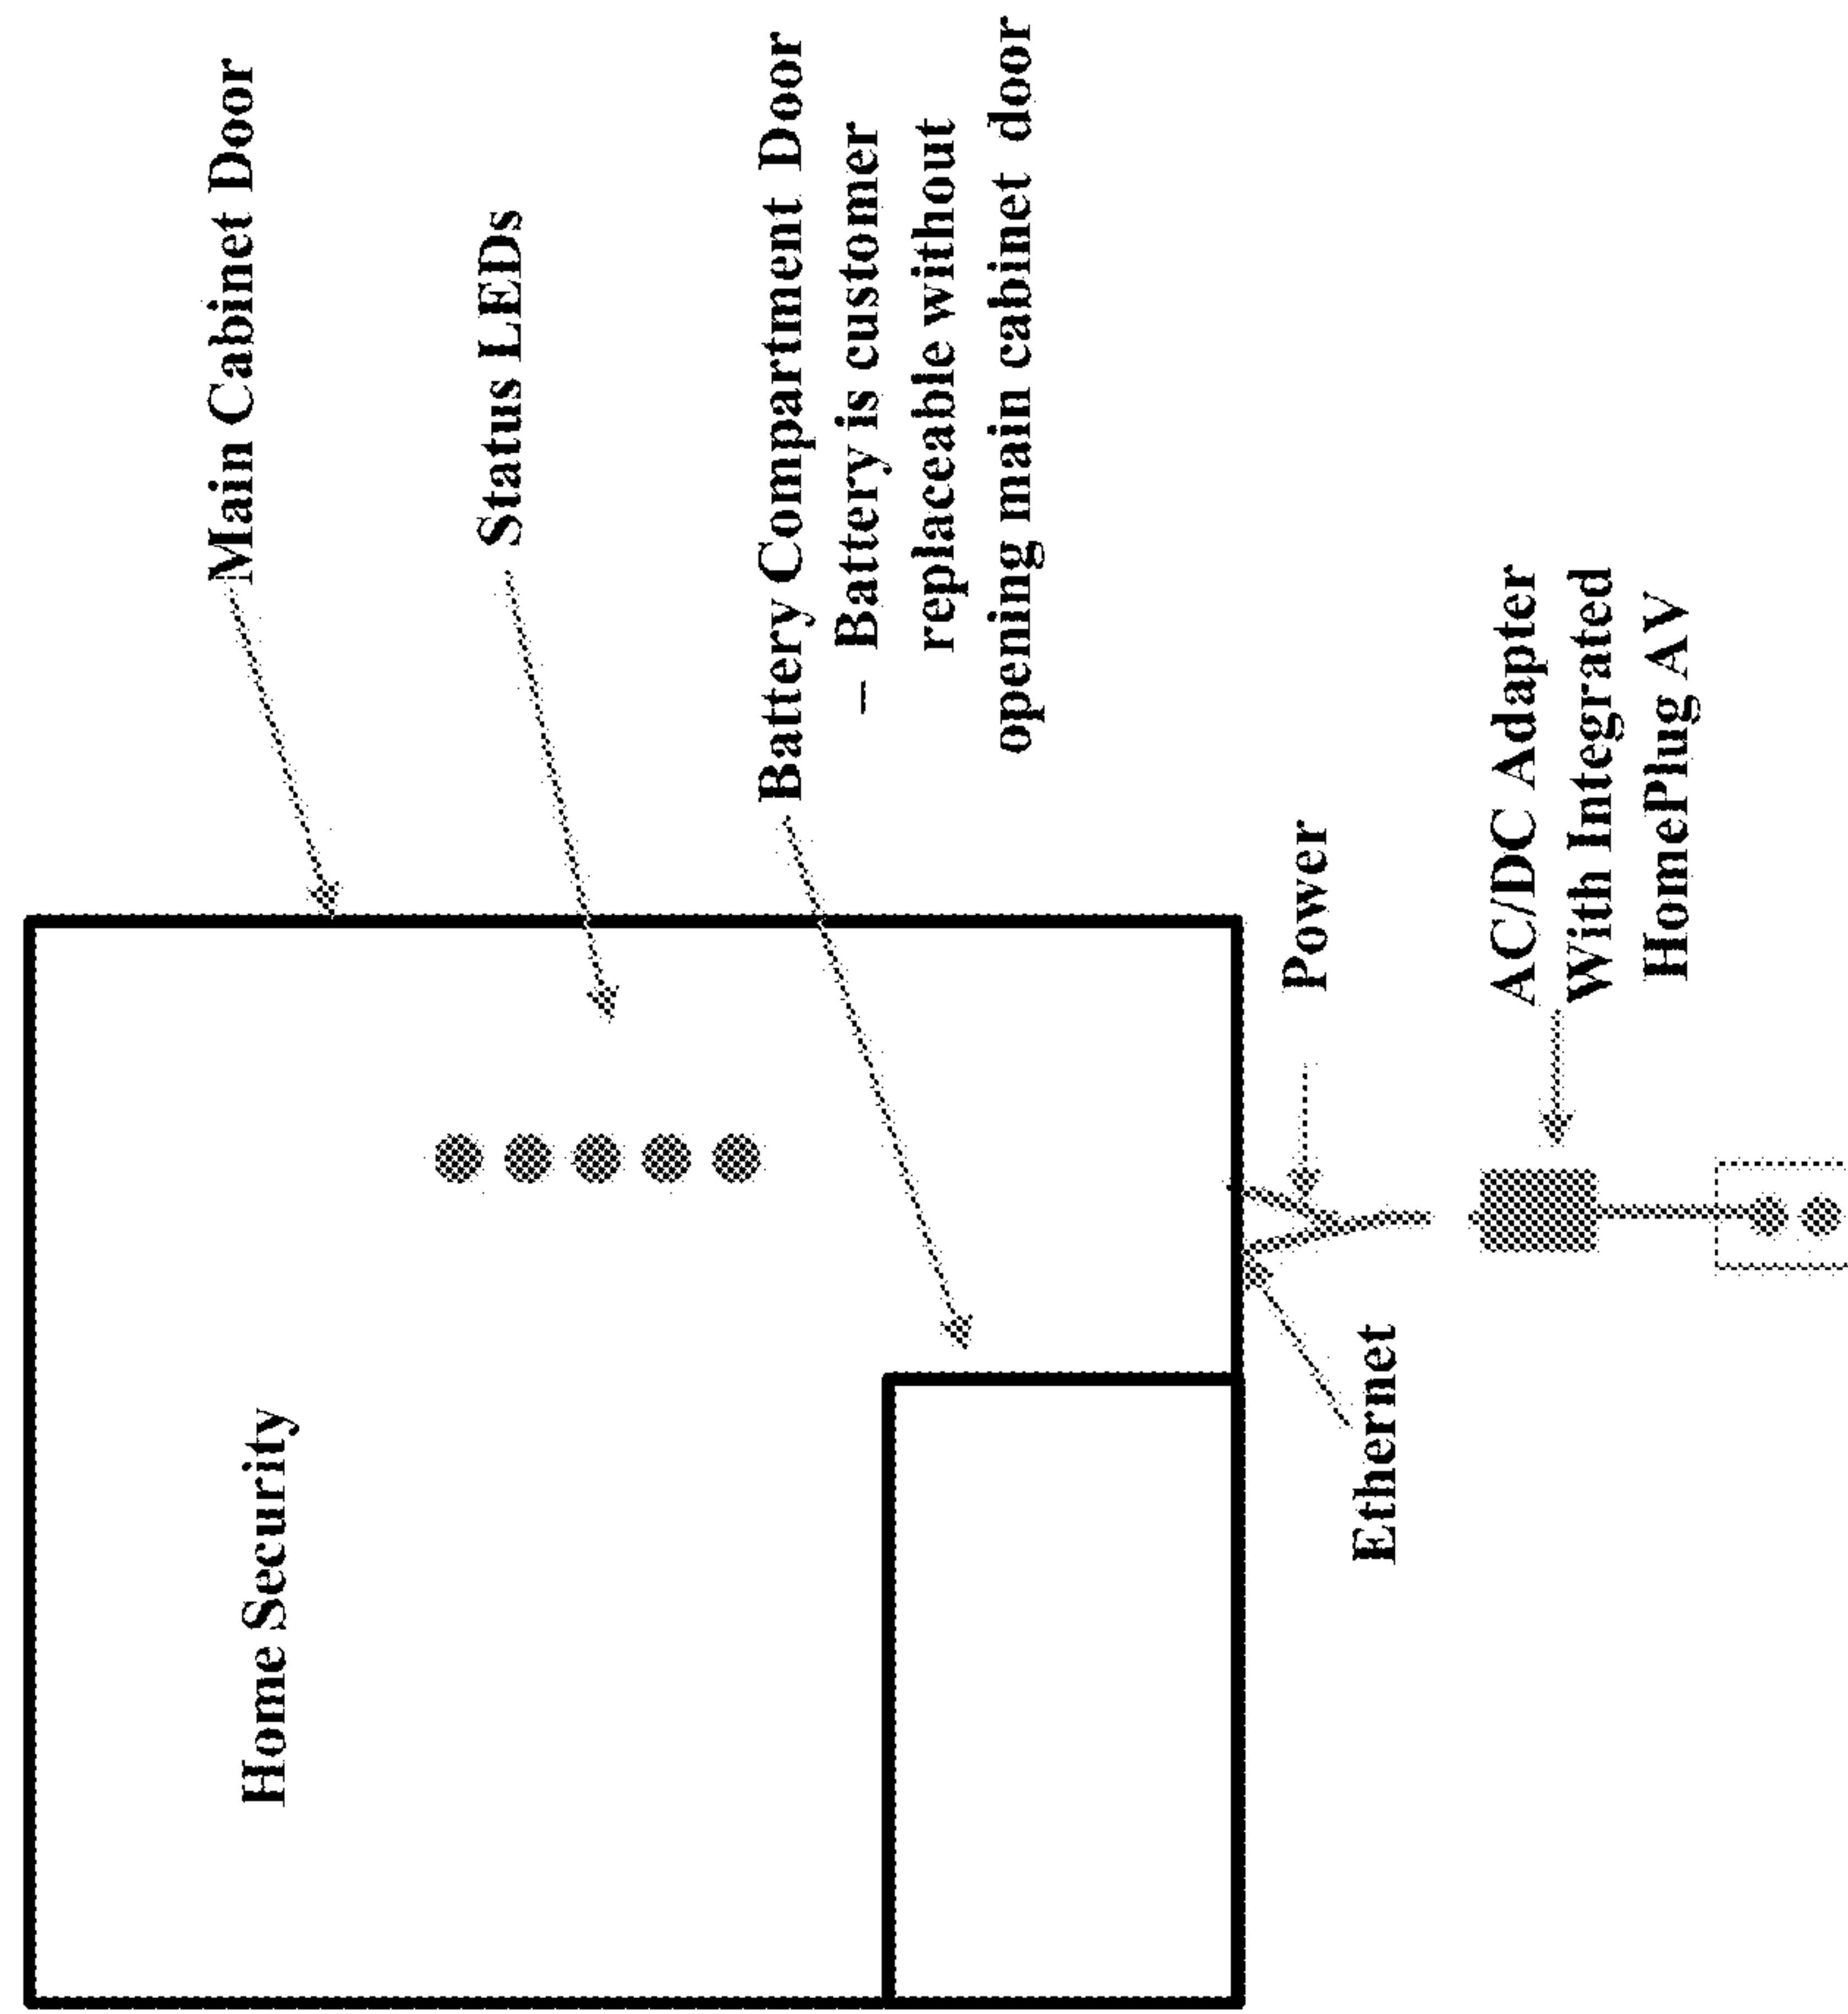 Main Cabinet Door
Home Security
Status LEDs
Battery Compartment Door
– Battery is customer
replaceable without
opening main cabinet door
Power
Ethernet
AC/DC Adapter
With Integrated
HomePlug AV